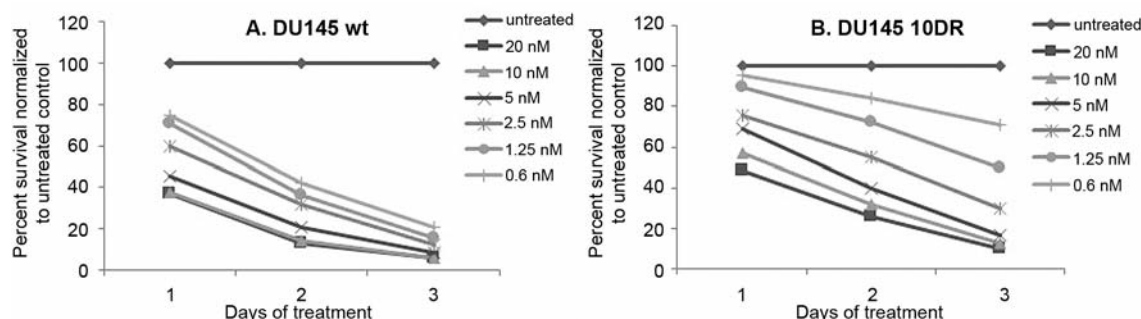 A. DU145 wt
Percent survival normalized
to untreated control
120
100
80
60
40
20
0
1 2 3
Days of treatment
untreated
20 nM
10 nM
5 nM
2.5 nM
1.25 nM
0.6 nM
B. DU145 10DR
Percent survival normalized
to untreated control
120
100
80
60
40
20
0
1 2 3
Days of treatment
untreated
20 nM
10 nM
5 nM
2.5 nM
1.25 nM
0.6 nM